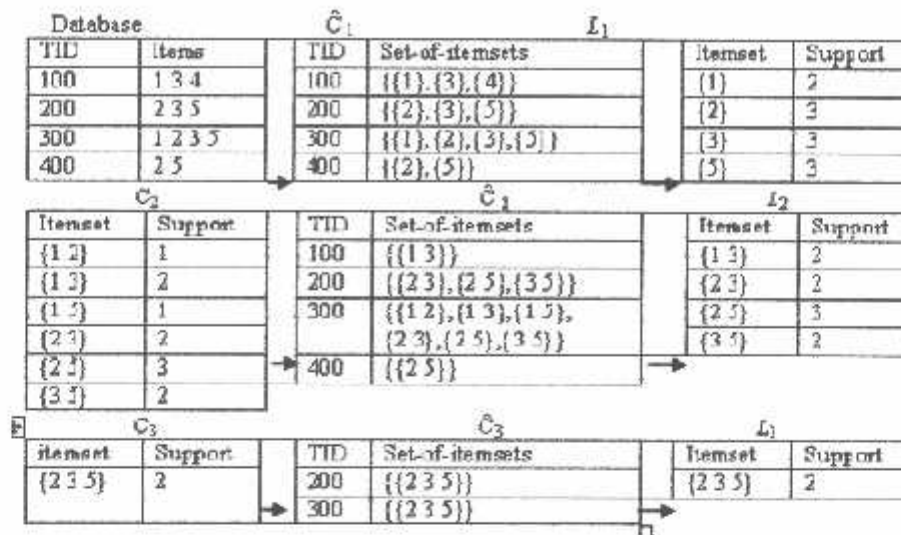 Database Ĉ1 L1
TID Items TID Set-of-itemsets Itemset Support
100 1 3 4 100 {{1},{3},{4}} {1} 2
200 2 3 5 200 {{2},{3},{5}} {2} 3
300 1 2 3 5 300 {{1},{2},{3},{5}} {3} 3
400 2 5 400 {{2},{5}} {5} 3
C2 Ĉ2 L2
Itemset Support TID Set-of-itemsets Itemset Support
{1 2} 1 100 {{1 3}} {1 3} 2
{1 3} 2 200 {{2 3},{2 5},{3 5}} {2 3} 2
{1 5} 1 300 {{1 2},{1 3},{1 5}, {2 5} 3
{2 3} 2 {2 3},{2 5},{3 5}} {3 5} 2
{2 5} 3 400 {{2 5}}
{3 5} 2
C3 Ĉ3 L3
itemset Support TID Set-of-itemsets Itemset Support
{2 3 5} 2 200 {{2 3 5}} {2 3 5} 2
300 {{2 3 5}}